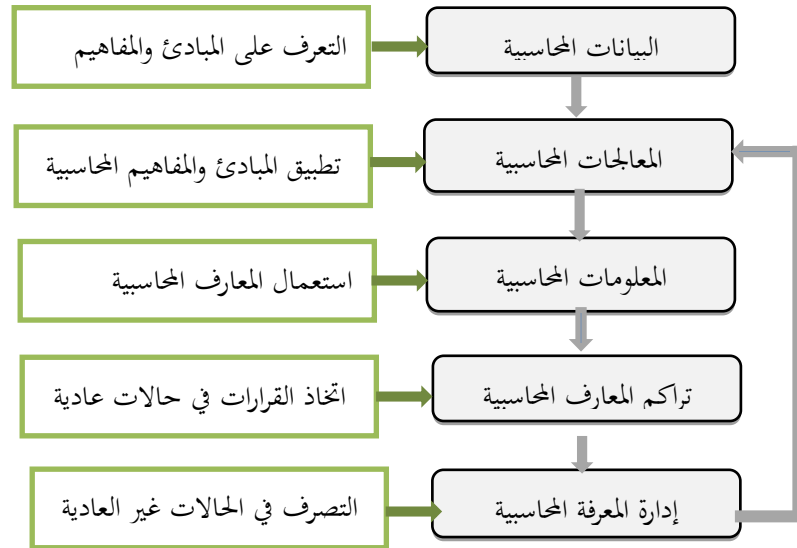 البيانات المحاسبية
التعرف على المبادئ والمفاهيم
المعالجات المحاسبية
تطبيق المبادئ والمفاهيم المحاسبية
المعلومات المحاسبية
استعمال المعارف المحاسبية
تراكم المعارف المحاسبية
اتخاذ القرارات في حالات عادية
إدارة المعرفة المحاسبية
التصرف في الحالات غير العادية